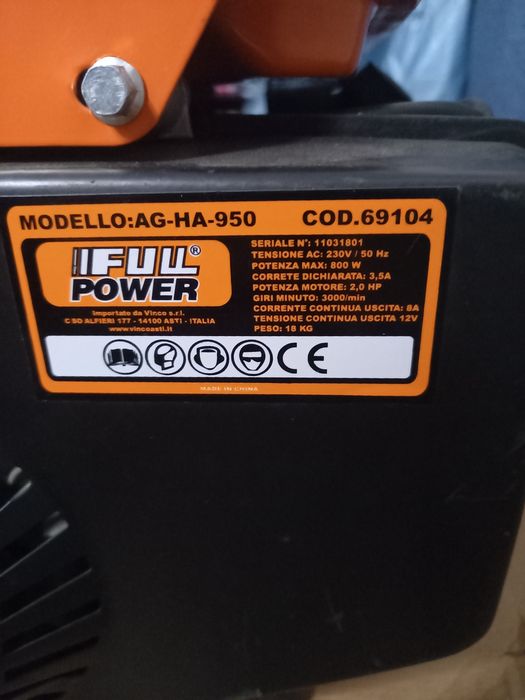 MODELLO:AG-HA-950 COD.69104
FULL POWER®
Importato da Vinco s.r.l.
C.SO ALFIERI 177 - 14100 ASTI - ITALIA
www.vincoasti.it
SERIALE N°: 11031801
TENSIONE AC: 230V / 50 Hz
POTENZA MAX: 800 W
CORRETE DICHIARATA: 3,5A
POTENZA MOTORE: 2,0 HP
GIRI MINUTO: 3000/min
CORRENTE CONTINUA USCITA: 8A
TENSIONE CONTINUA USCITA 12V
PESO: 18 KG
CE
MADE IN CHINA